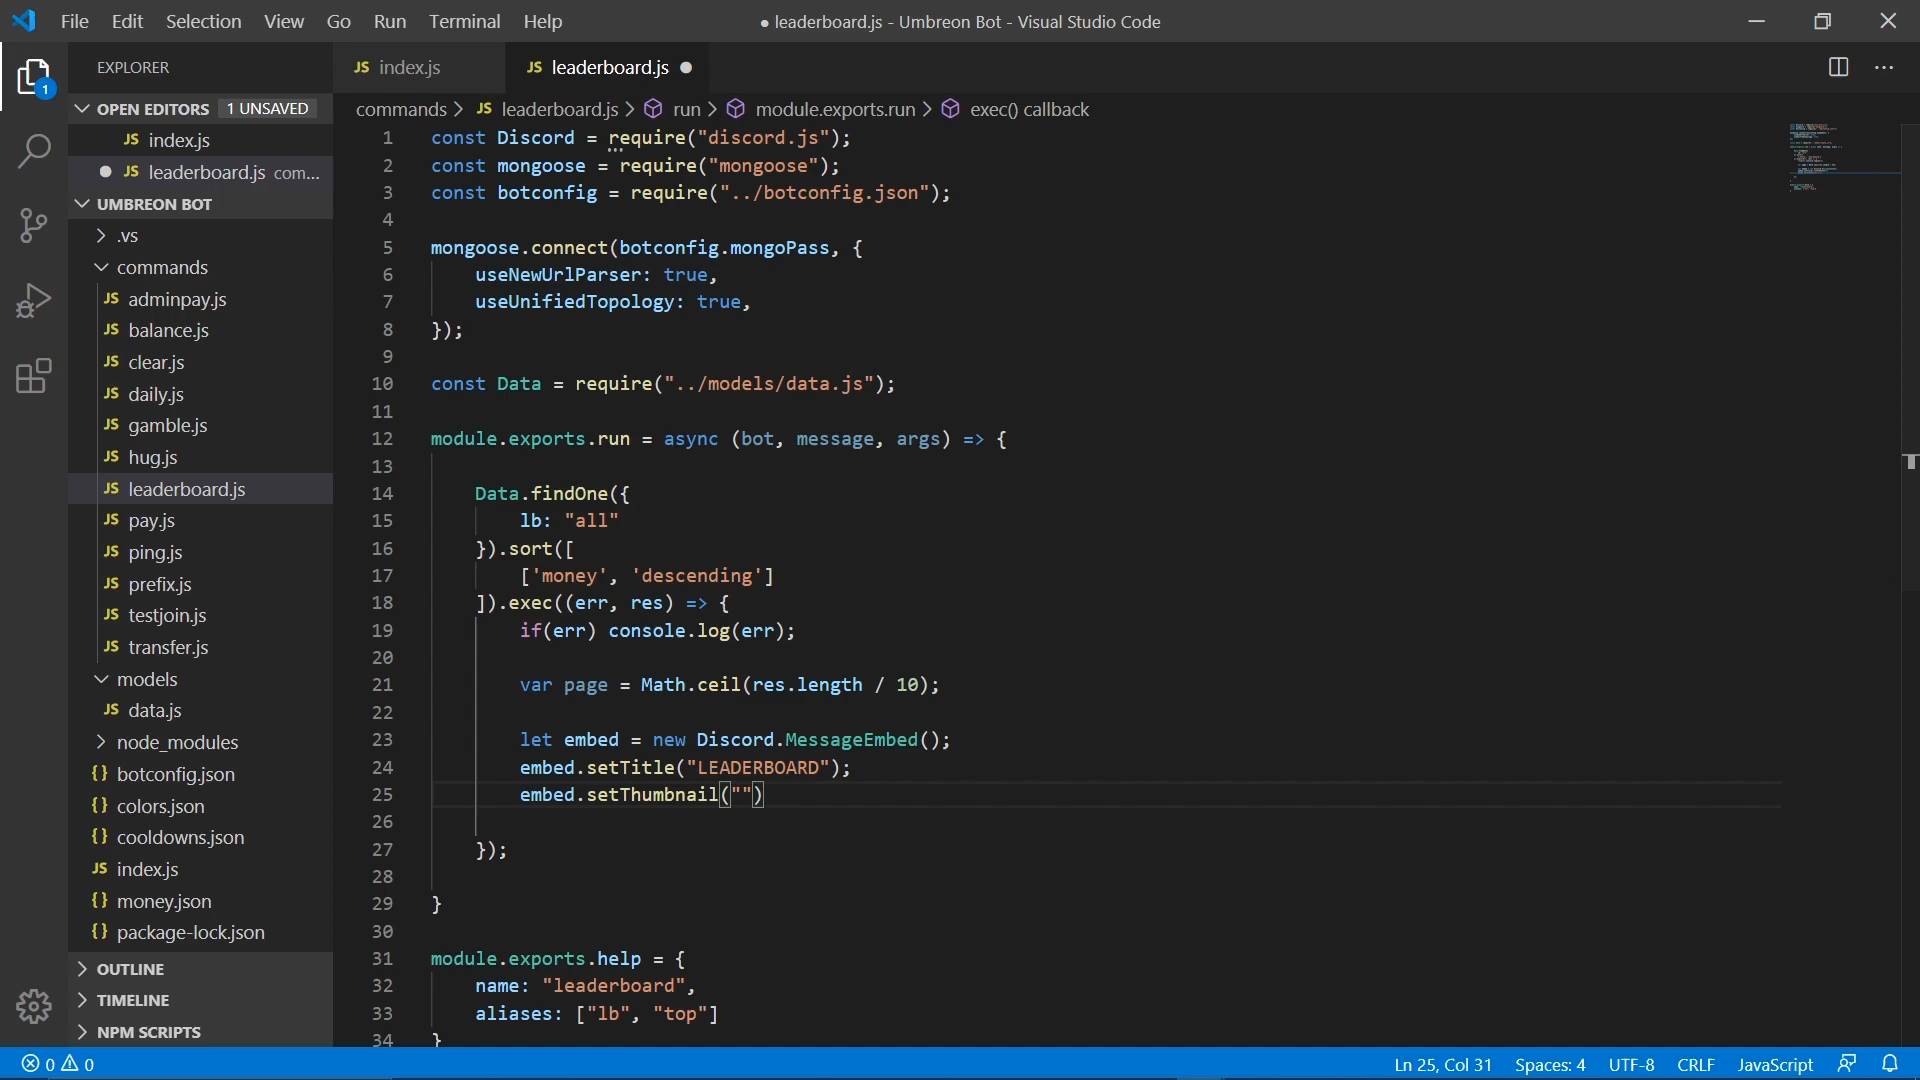 File Edit Selection View Go Run Terminal Help
● leaderboard.js - Umbreon Bot - Visual Studio Code
1
EXPLORER
OPEN EDITORS 1 UNSAVED
JS index.js
● JS leaderboard.js com...
UMBREON BOT
.vs
commands
JS adminpay.js
JS balance.js
JS clear.js
JS daily.js
JS gamble.js
JS hug.js
JS leaderboard.js
JS pay.js
JS ping.js
JS prefix.js
JS testjoin.js
JS transfer.js
models
JS data.js
node_modules
{} botconfig.json
{} colors.json
{} cooldowns.json
JS index.js
{} money.json
{} package-lock.json
OUTLINE
TIMELINE
NPM SCRIPTS
JS index.js
JS leaderboard.js ●
commands > JS leaderboard.js > run > module.exports.run > exec() callback
1 const Discord = require("discord.js");
2 const mongoose = require("mongoose");
3 const botconfig = require("../botconfig.json");
4
5 mongoose.connect(botconfig.mongoPass, {
6 useNewUrlParser: true,
7 useUnifiedTopology: true,
8 });
9
10 const Data = require("../models/data.js");
11
12 module.exports.run = async (bot, message, args) => {
13
14 Data.findOne({
15 lb: "all"
16 }).sort([
17 ['money', 'descending']
18 ]).exec((err, res) => {
19 if(err) console.log(err);
20
21 var page = Math.ceil(res.length / 10);
22
23 let embed = new Discord.MessageEmbed();
24 embed.setTitle("LEADERBOARD");
25 embed.setThumbnail("")
26
27 });
28
29 }
30
31 module.exports.help = {
32 name: "leaderboard",
33 aliases: ["lb", "top"]
34 }
0 0
Ln 25, Col 31 Spaces: 4 UTF-8 CRLF JavaScript